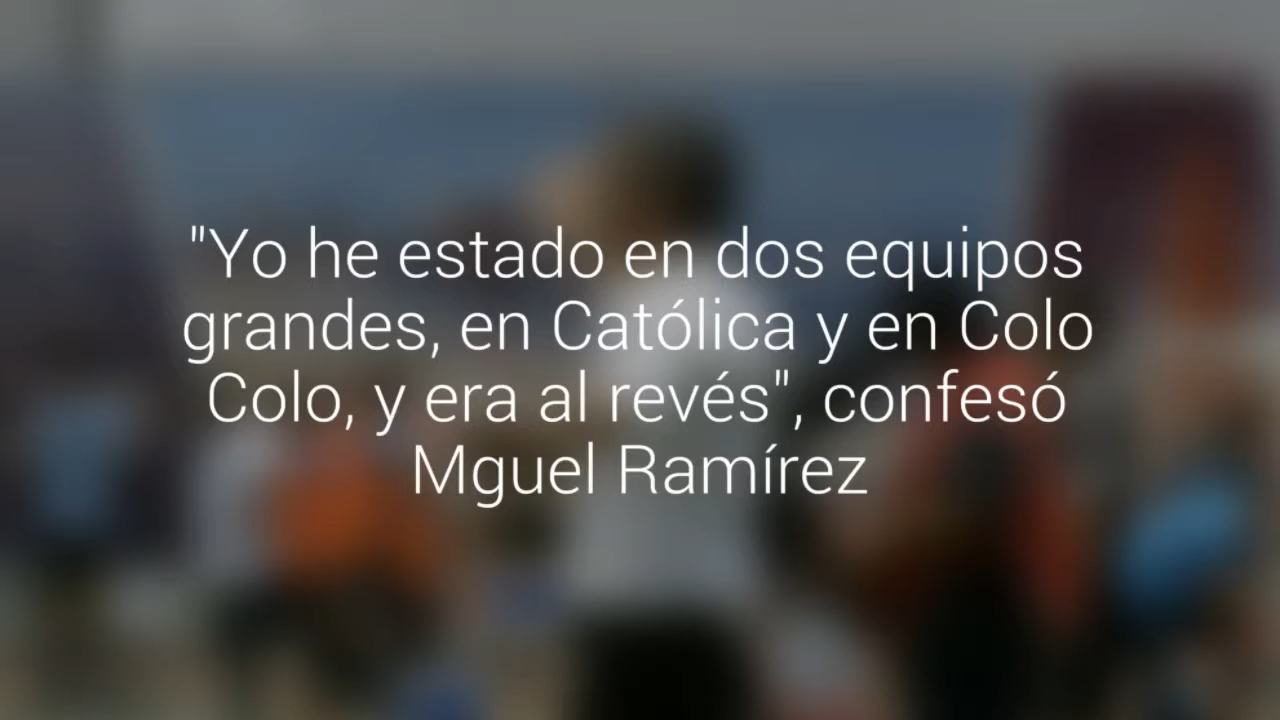 "Yo he estado en dos equipos
grandes, en Católica y en Colo
Colo, y era al revés", confesó
Mguel Ramírez